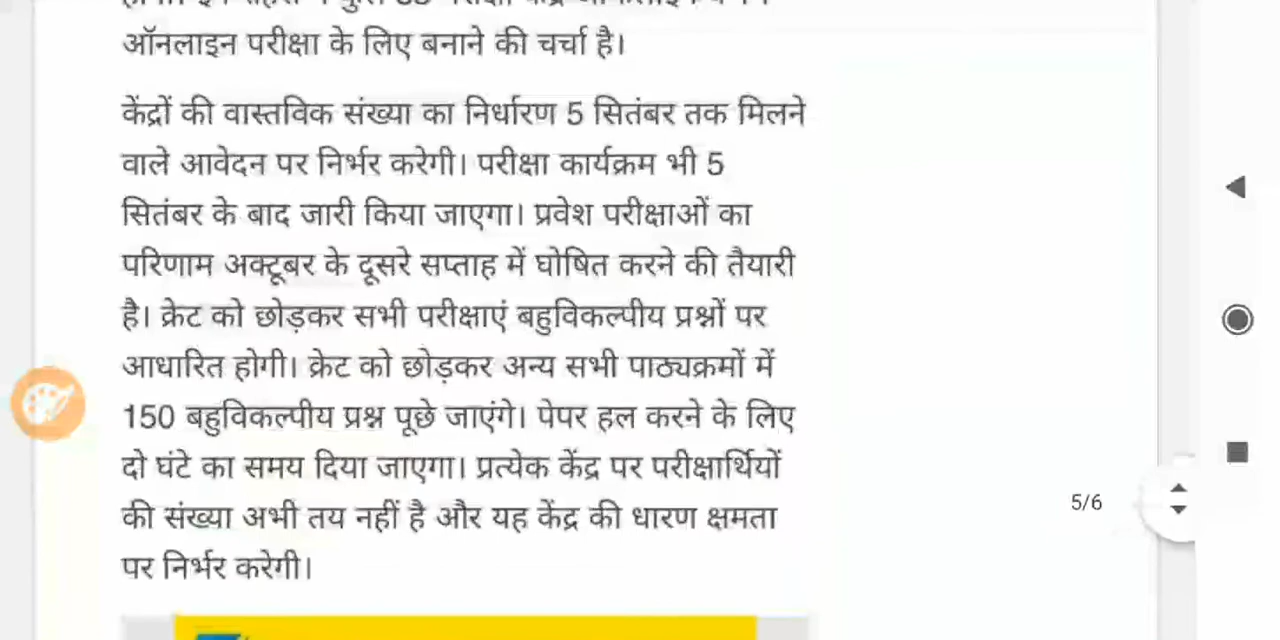 ऑनलाइन परीक्षा के लिए बनाने की चर्चा है।
केंद्रों की वास्तविक संख्या का निर्धारण 5 सितंबर तक मिलने
वाले आवेदन पर निर्भर करेगी। परीक्षा कार्यक्रम भी 5
सितंबर के बाद जारी किया जाएगा। प्रवेश परीक्षाओं का
परिणाम अक्टूबर के दूसरे सप्ताह में घोषित करने की तैयारी
है। क्रेट को छोड़कर सभी परीक्षाएं बहुविकल्पीय प्रश्नों पर
आधारित होगी। क्रेट को छोड़कर अन्य सभी पाठ्यक्रमों में
150 बहुविकल्पीय प्रश्न पूछे जाएंगे। पेपर हल करने के लिए
दो घंटे का समय दिया जाएगा। प्रत्येक केंद्र पर परीक्षार्थियों
की संख्या अभी तय नहीं है और यह केंद्र की धारण क्षमता
पर निर्भर करेगी।
5/6